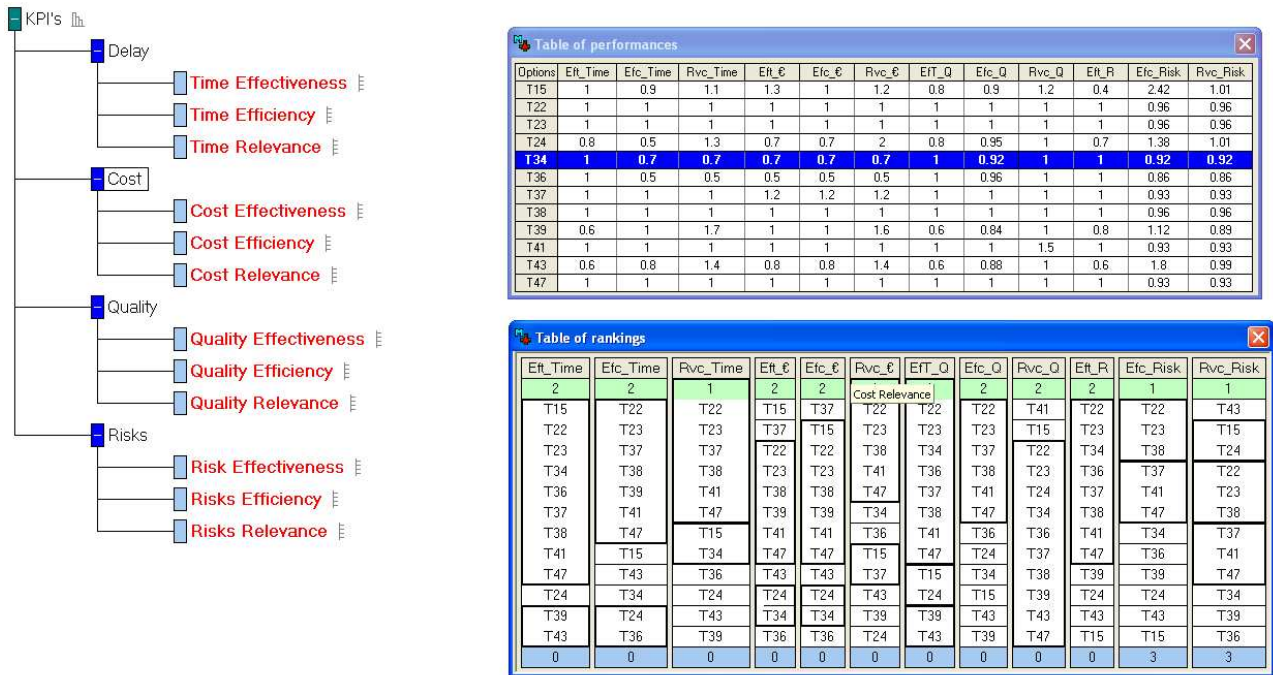 KPI's
Delay
Time Effectiveness
Time Efficiency
Time Relevance
Cost
Cost Effectiveness
Cost Efficiency
Cost Relevance
Quality
Quality Effectiveness
Quality Efficiency
Quality Relevance
Risks
Risk Effectiveness
Risks Efficiency
Risks Relevance
Table of performances
Options Eft_Time Efc_Time Rvc_Time Eft_€ Efc_€ Rvc_€ EfT_Q Efc_Q Rvc_Q Eft_R Efc_Risk Rvc_Risk
T15 1 0.9 1.1 1.3 1 1.2 0.8 0.9 1.2 0.4 2.42 1.01
T22 1 1 1 1 1 1 1 1 1 1 0.96 0.96
T23 1 1 1 1 1 1 1 1 1 1 0.96 0.96
T24 0.8 0.5 1.3 0.7 0.7 2 0.8 0.95 1 0.7 1.38 1.01
T34 1 0.7 0.7 0.7 0.7 0.7 1 0.92 1 1 0.92 0.92
T36 1 0.5 0.5 0.5 0.5 0.5 1 0.96 1 1 0.86 0.86
T37 1 1 1 1.2 1.2 1.2 1 1 1 1 0.93 0.93
T38 1 1 1 1 1 1 1 1 1 1 0.96 0.96
T39 0.6 1 1.7 1 1 1.6 0.6 0.84 1 0.8 1.12 0.89
T41 1 1 1 1 1 1 1 1 1.5 1 0.93 0.93
T43 0.6 0.8 1.4 0.8 0.8 1.4 0.6 0.88 1 0.6 1.8 0.99
T47 1 1 1 1 1 1 1 1 1 1 0.93 0.93
Table of rankings
Eft_Time Efc_Time Rvc_Time Eft_€ Efc_€ Rvc_€ EfT_Q Efc_Q Rvc_Q Eft_R Efc_Risk Rvc_Risk
2 2 1 2 2 2 2 2 1 1
Cost Relevance
T15 T22 T22 T15 T37 T22 T22 T22 T41 T22 T22 T43
T22 T23 T23 T37 T15 T23 T23 T23 T15 T23 T23 T15
T23 T37 T37 T22 T22 T38 T34 T37 T22 T34 T38 T24
T34 T38 T38 T23 T23 T41 T36 T38 T23 T36 T37 T22
T36 T39 T41 T38 T38 T47 T37 T41 T24 T37 T41 T23
T37 T41 T47 T39 T39 T34 T38 T47 T34 T38 T47 T38
T38 T47 T15 T41 T41 T36 T41 T36 T36 T41 T34 T37
T41 T15 T34 T47 T47 T15 T47 T24 T37 T47 T36 T41
T47 T43 T36 T43 T43 T37 T15 T34 T38 T39 T39 T47
T24 T34 T24 T24 T24 T43 T24 T15 T39 T24 T24 T34
T39 T24 T43 T34 T34 T39 T39 T43 T43 T43 T43 T39
T43 T36 T39 T36 T36 T24 T43 T39 T47 T15 T15 T36
0 0 0 0 0 0 0 0 0 0 3 3